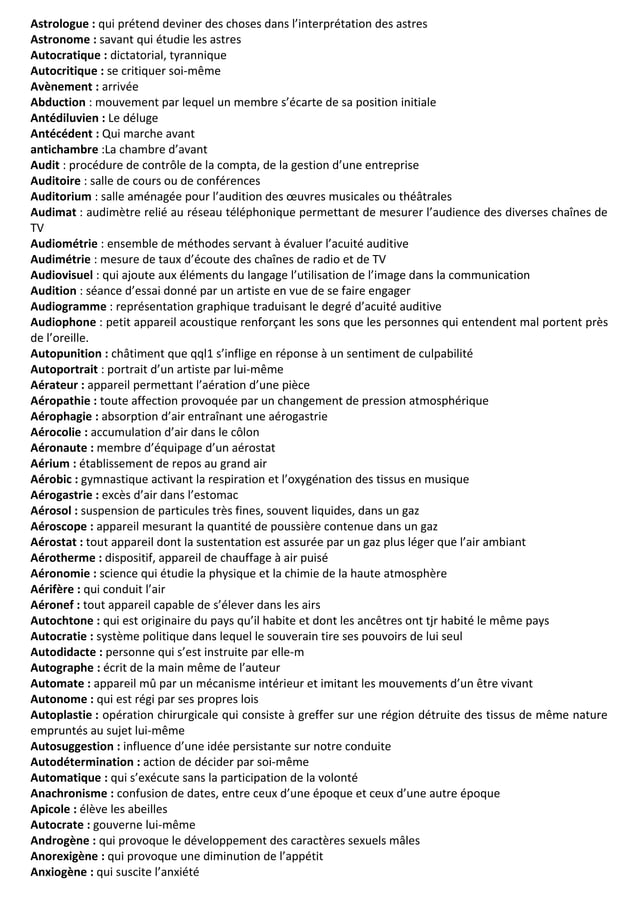 Astrologue : qui prétend deviner des choses dans l’interprétation des astres
Astronome : savant qui étudie les astres
Autocratique : dictatorial, tyrannique
Autocritique : se critiquer soi-même
Avènement : arrivée
Abduction : mouvement par lequel un membre s’écarte de sa position initiale
Antédiluvien : Le déluge
Antécédent : Qui marche avant
antichambre :La chambre d’avant
Audit : procédure de contrôle de la compta, de la gestion d’une entreprise
Auditoire : salle de cours ou de conférences
Auditorium : salle aménagée pour l’audition des œuvres musicales ou théâtrales
Audimat : audimètre relié au réseau téléphonique permettant de mesurer l’audience des diverses chaînes de
TV
Audiométrie : ensemble de méthodes servant à évaluer l’acuité auditive
Audimétrie : mesure de taux d’écoute des chaînes de radio et de TV
Audiovisuel : qui ajoute aux éléments du langage l’utilisation de l’image dans la communication
Audition : séance d’essai donné par un artiste en vue de se faire engager
Audiogramme : représentation graphique traduisant le degré d’acuité auditive
Audiophone : petit appareil acoustique renforçant les sons que les personnes qui entendent mal portent près
de l’oreille.
Autopunition : châtiment que qql1 s’inflige en réponse à un sentiment de culpabilité
Autoportrait : portrait d’un artiste par lui-même
Aérateur : appareil permettant l’aération d’une pièce
Aéropathie : toute affection provoquée par un changement de pression atmosphérique
Aérophagie : absorption d’air entraînant une aérogastrie
Aérocolie : accumulation d’air dans le côlon
Aéronaute : membre d’équipage d’un aérostat
Aérium : établissement de repos au grand air
Aérobic : gymnastique activant la respiration et l’oxygénation des tissus en musique
Aérogastrie : excès d’air dans l’estomac
Aérosol : suspension de particules très fines, souvent liquides, dans un gaz
Aéroscope : appareil mesurant la quantité de poussière contenue dans un gaz
Aérostat : tout appareil dont la sustentation est assurée par un gaz plus léger que l’air ambiant
Aérotherme : dispositif, appareil de chauffage à air puisé
Aéronomie : science qui étudie la physique et la chimie de la haute atmosphère
Aérifère : qui conduit l’air
Aéronef : tout appareil capable de s’élever dans les airs
Autochtone : qui est originaire du pays qu’il habite et dont les ancêtres ont tjr habité le même pays
Autocratie : système politique dans lequel le souverain tire ses pouvoirs de lui seul
Autodidacte : personne qui s’est instruite par elle-m
Autographe : écrit de la main même de l’auteur
Automate : appareil mû par un mécanisme intérieur et imitant les mouvements d’un être vivant
Autonome : qui est régi par ses propres lois
Autoplastie : opération chirurgicale qui consiste à greffer sur une région détruite des tissus de même nature
empruntés au sujet lui-même
Autosuggestion : influence d’une idée persistante sur notre conduite
Autodétermination : action de décider par soi-même
Automatique : qui s’exécute sans la participation de la volonté
Anachronisme : confusion de dates, entre ceux d’une époque et ceux d’une autre époque
Apicole : élève les abeilles
Autocrate : gouverne lui-même
Androgène : qui provoque le développement des caractères sexuels mâles
Anorexigène : qui provoque une diminution de l’appétit
Anxiogène : qui suscite l’anxiété